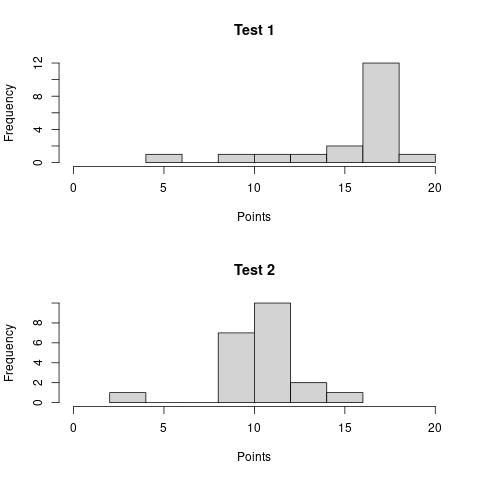 Test 1
Frequency
0 4 8 12
0 5 10 15 20
Points
Test 2
Frequency
0 2 4 6 8
0 5 10 15 20
Points